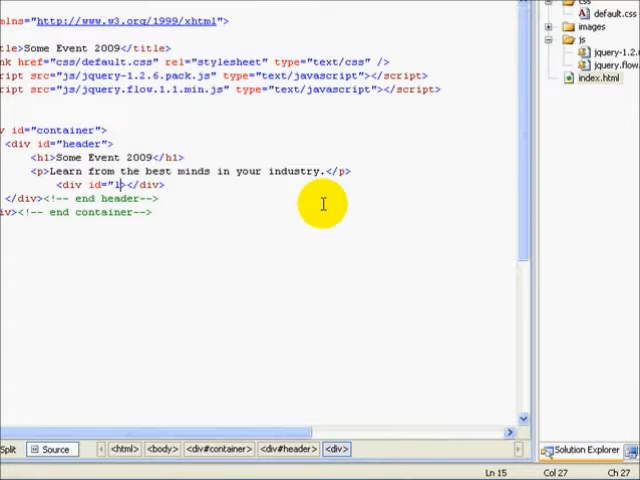 mlns="http://www.w3.org/1999/xhtml">
css
default.css
images
js
jquery-1.2.
jquery.flow.
index.html
itle>Some Event 2009</title>
nk href="css/default.css" rel="stylesheet" type="text/css" />
ript src="js/jquery-1.2.6.pack.js" type="text/javascript"></script>
ript src="js/jquery.flow.1.1.min.js" type="text/javascript"></script>
v id="container">
<div id="header">
<h1>Some Event 2009</h1>
<p>Learn from the best minds in your industry.</p>
<div id="l></div>
</div><!-- end header-->
iv><!-- end container-->
Split Source <html> <body> <div#container> <div#header> <div>
Solution Explorer
Ln 15 Col 27 Ch 27